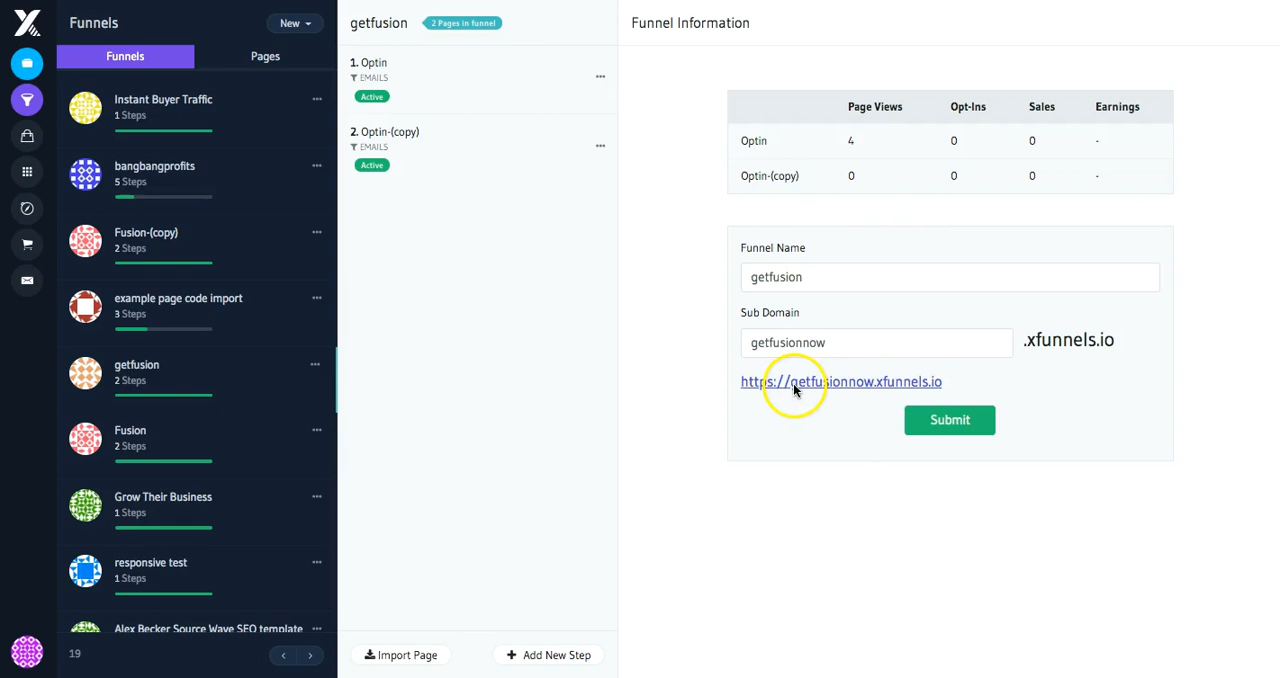 Funnels
New
Funnels Pages
Instant Buyer Traffic
1 Steps
bangbangprofits
5 Steps
Fusion-(copy)
2 Steps
example page code import
3 Steps
getfusion
2 Steps
Fusion
2 Steps
Grow Their Business
1 Steps
responsive test
1 Steps
Alex Becker Source Wave SEO template
19
getfusion 2 Pages in funnel
1. Optin
EMAILS
Active
2. Optin-(copy)
EMAILS
Active
Import Page + Add New Step
Funnel Information
Page Views Opt-Ins Sales Earnings
Optin 4 0 0 -
Optin-(copy) 0 0 0 -
Funnel Name
getfusion
Sub Domain
getfusionnow .xfunnels.io
https://getfusionnow.xfunnels.io
Submit